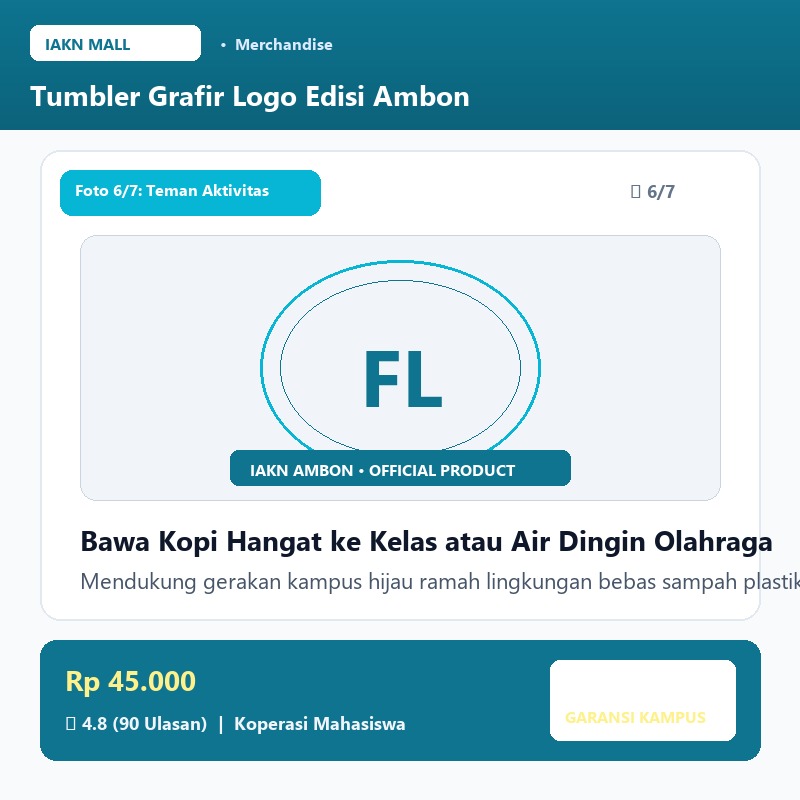 IAKN MALL
• Merchandise
Tumbler Grafir Logo Edisi Ambon
Foto 6/7: Teman Aktivitas
6/7
FL
IAKN AMBON • OFFICIAL PRODUCT
Bawa Kopi Hangat ke Kelas atau Air Dingin Olahraga
Mendukung gerakan kampus hijau ramah lingkungan bebas sampah plastik
Rp 45.000
4.8 (90 Ulasan) | Koperasi Mahasiswa
GARANSI KAMPUS